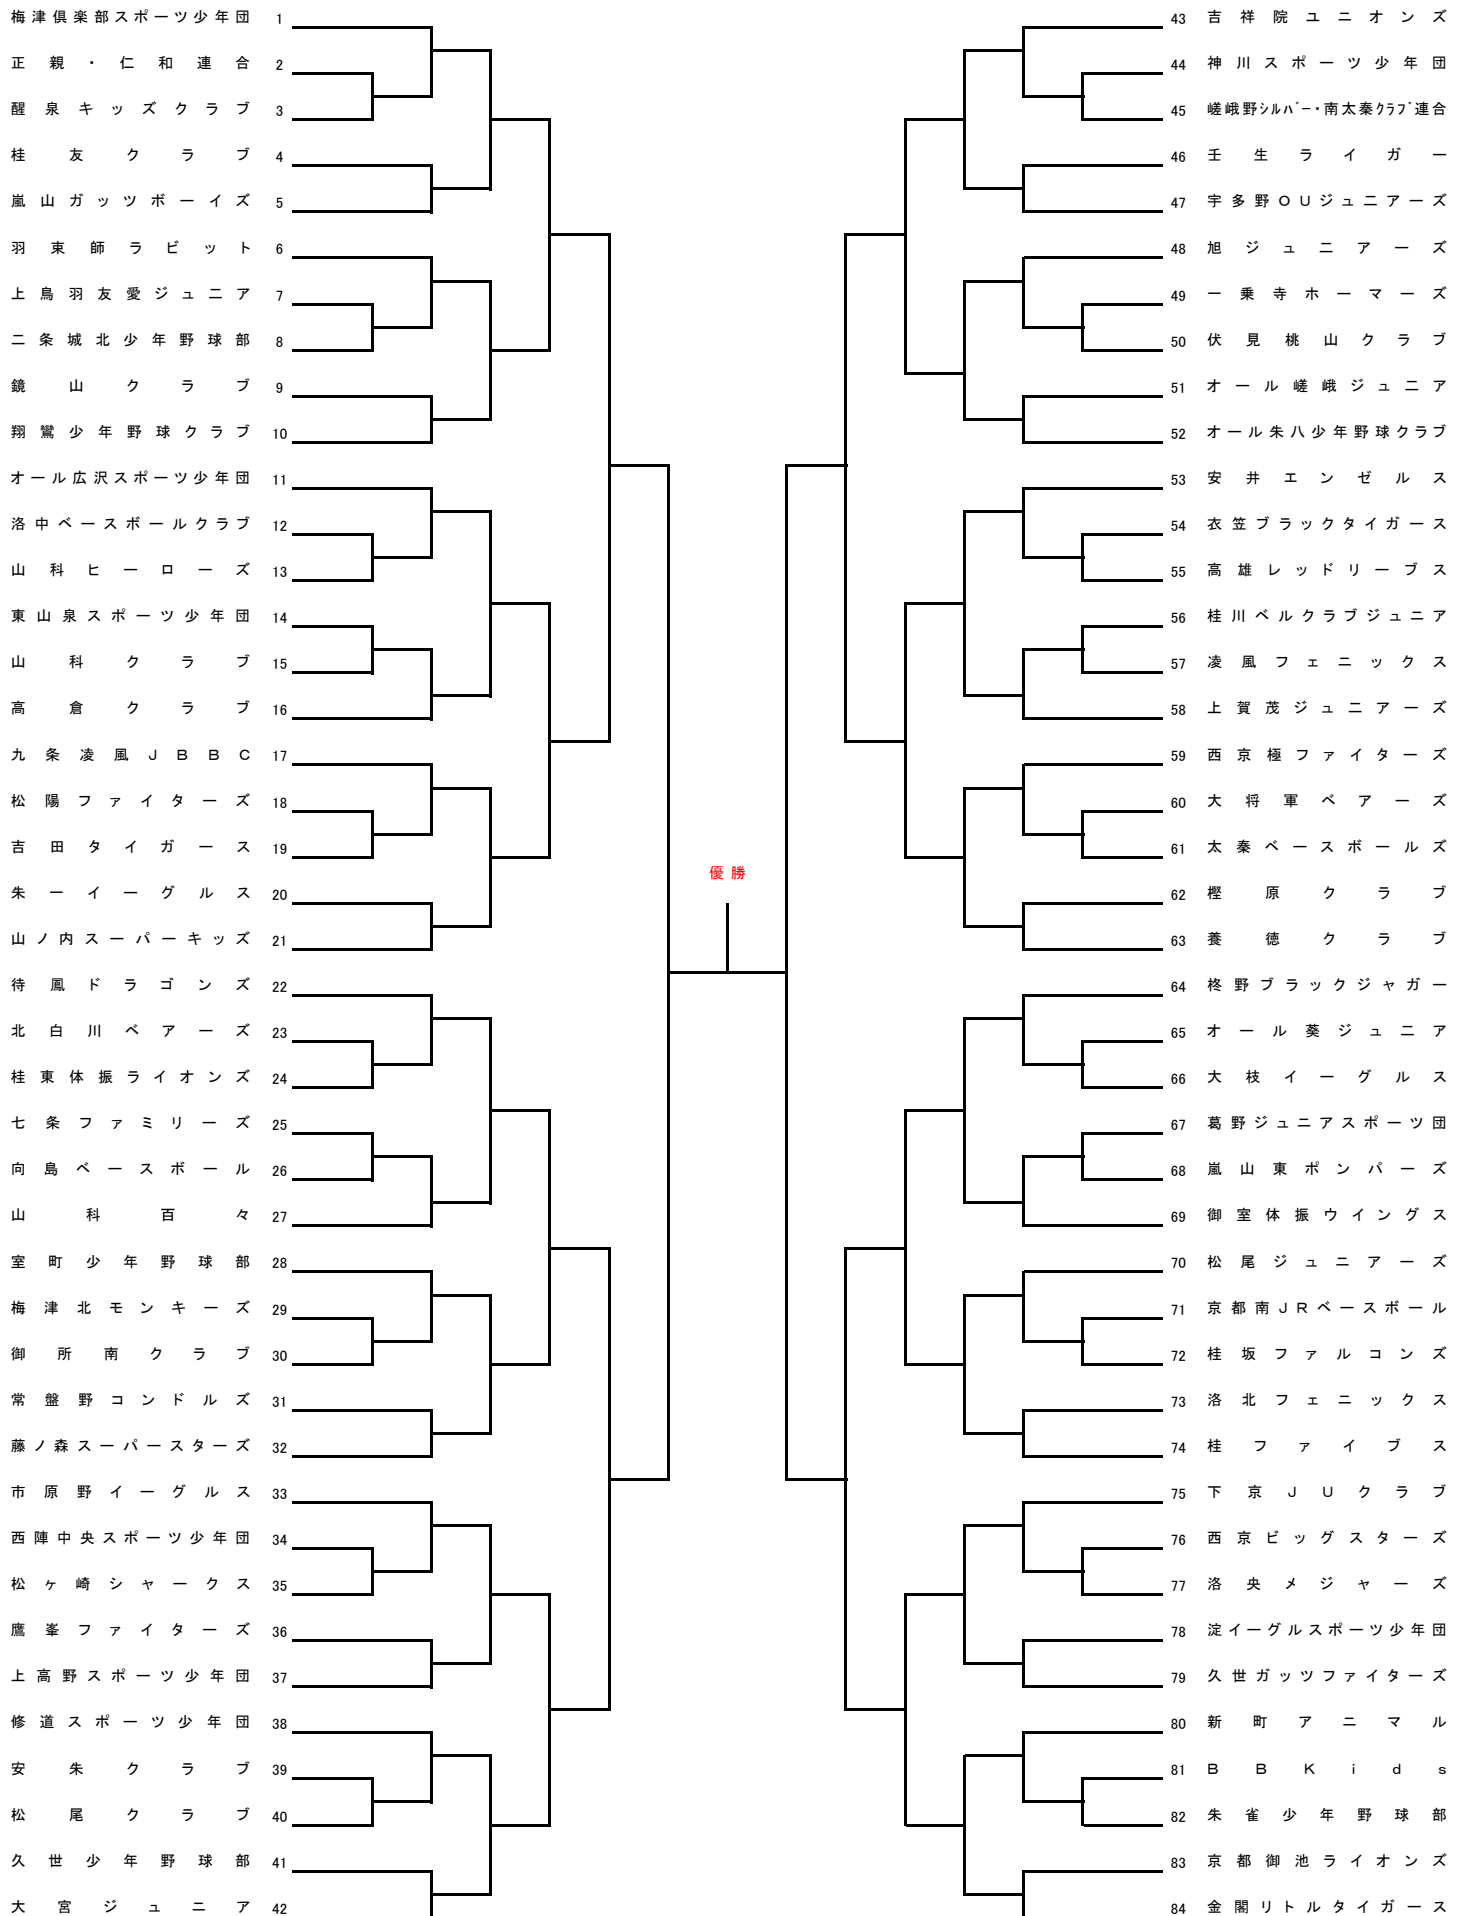 梅津倶楽部スポーツ少年団 1
正親・仁和連合 2
醒泉キッズクラブ 3
桂友クラブ 4
嵐山ガッツボーイズ 5
羽束師ラビット 6
上鳥羽友愛ジュニア 7
二条城北少年野球部 8
鏡山クラブ 9
翔鸞少年野球クラブ 10
オール広沢スポーツ少年団 11
洛中ベースボールクラブ 12
山科ヒーローズ 13
東山泉スポーツ少年団 14
山科クラブ 15
高倉クラブ 16
九条凌風JBBC 17
松陽ファイターズ 18
吉田タイガース 19
朱一イーグルス 20
山ノ内スーパーキッズ 21
待鳳ドラゴンズ 22
北白川ベアーズ 23
桂東体振ライオンズ 24
七条ファミリーズ 25
向島ベースボール 26
山科百々 27
室町少年野球部 28
梅津北モンキーズ 29
御所南クラブ 30
常盤野コンドルズ 31
藤ノ森スーパースターズ 32
市原野イーグルス 33
西陣中央スポーツ少年団 34
松ヶ崎シャークス 35
鷹峯ファイターズ 36
上高野スポーツ少年団 37
修道スポーツ少年団 38
安朱クラブ 39
松尾クラブ 40
久世少年野球部 41
大宮ジュニア 42
優勝
43 吉祥院ユニオンズ
44 神川スポーツ少年団
45 嵯峨野シルバー・南太秦クラブ連合
46 壬生ライガー
47 宇多野OUジュニアーズ
48 旭ジュニアーズ
49 一乗寺ホーマーズ
50 伏見桃山クラブ
51 オール嵯峨ジュニア
52 オール朱八少年野球クラブ
53 安井エンゼルス
54 衣笠ブラックタイガース
55 高雄レッドリーブス
56 桂川ベルクラブジュニア
57 凌風フェニックス
58 上賀茂ジュニアーズ
59 西京極ファイターズ
60 大将軍ベアーズ
61 太秦ベースボールズ
62 樫原クラブ
63 養徳クラブ
64 柊野ブラックジャガー
65 オール葵ジュニア
66 大枝イーグルス
67 葛野ジュニアスポーツ団
68 嵐山東ポンパーズ
69 御室体振ウイングス
70 松尾ジュニアーズ
71 京都南JRベースボール
72 桂坂ファルコンズ
73 洛北フェニックス
74 桂ファイブス
75 下京JUクラブ
76 西京ビッグスターズ
77 洛央メジャーズ
78 淀イーグルスポーツ少年団
79 久世ガッツファイターズ
80 新町アニマル
81 BBKids
82 朱雀少年野球部
83 京都御池ライオンズ
84 金閣リトルタイガース